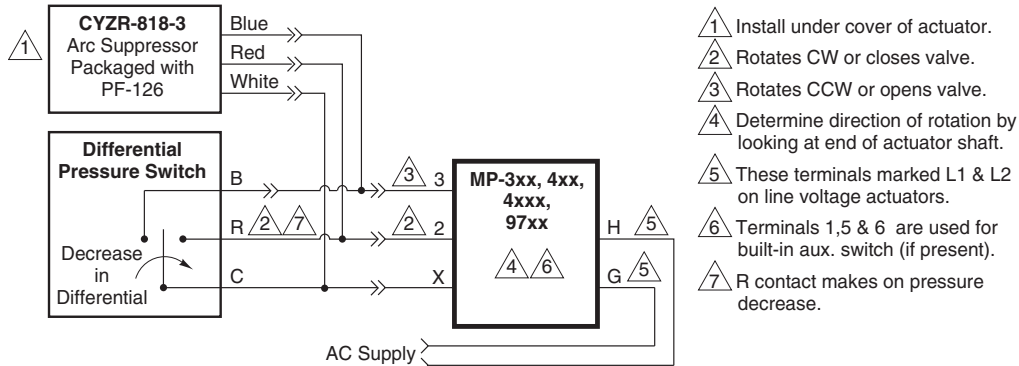 CYZR-818-3
Arc Suppressor
Packaged with
PF-126
1
Blue
Red
White
Differential
Pressure Switch
B
R
C
2
7
Decrease
in
Differential
3
3
2
2
X
MP-3xx, 4xx,
4xxx,
97xx
4
6
H
5
G
5
AC Supply
1 Install under cover of actuator.
2 Rotates CW or closes valve.
3 Rotates CCW or opens valve.
4 Determine direction of rotation by
looking at end of actuator shaft.
5 These terminals marked L1 & L2
on line voltage actuators.
6 Terminals 1,5 & 6 are used for
built-in aux. switch (if present).
7 R contact makes on pressure
decrease.